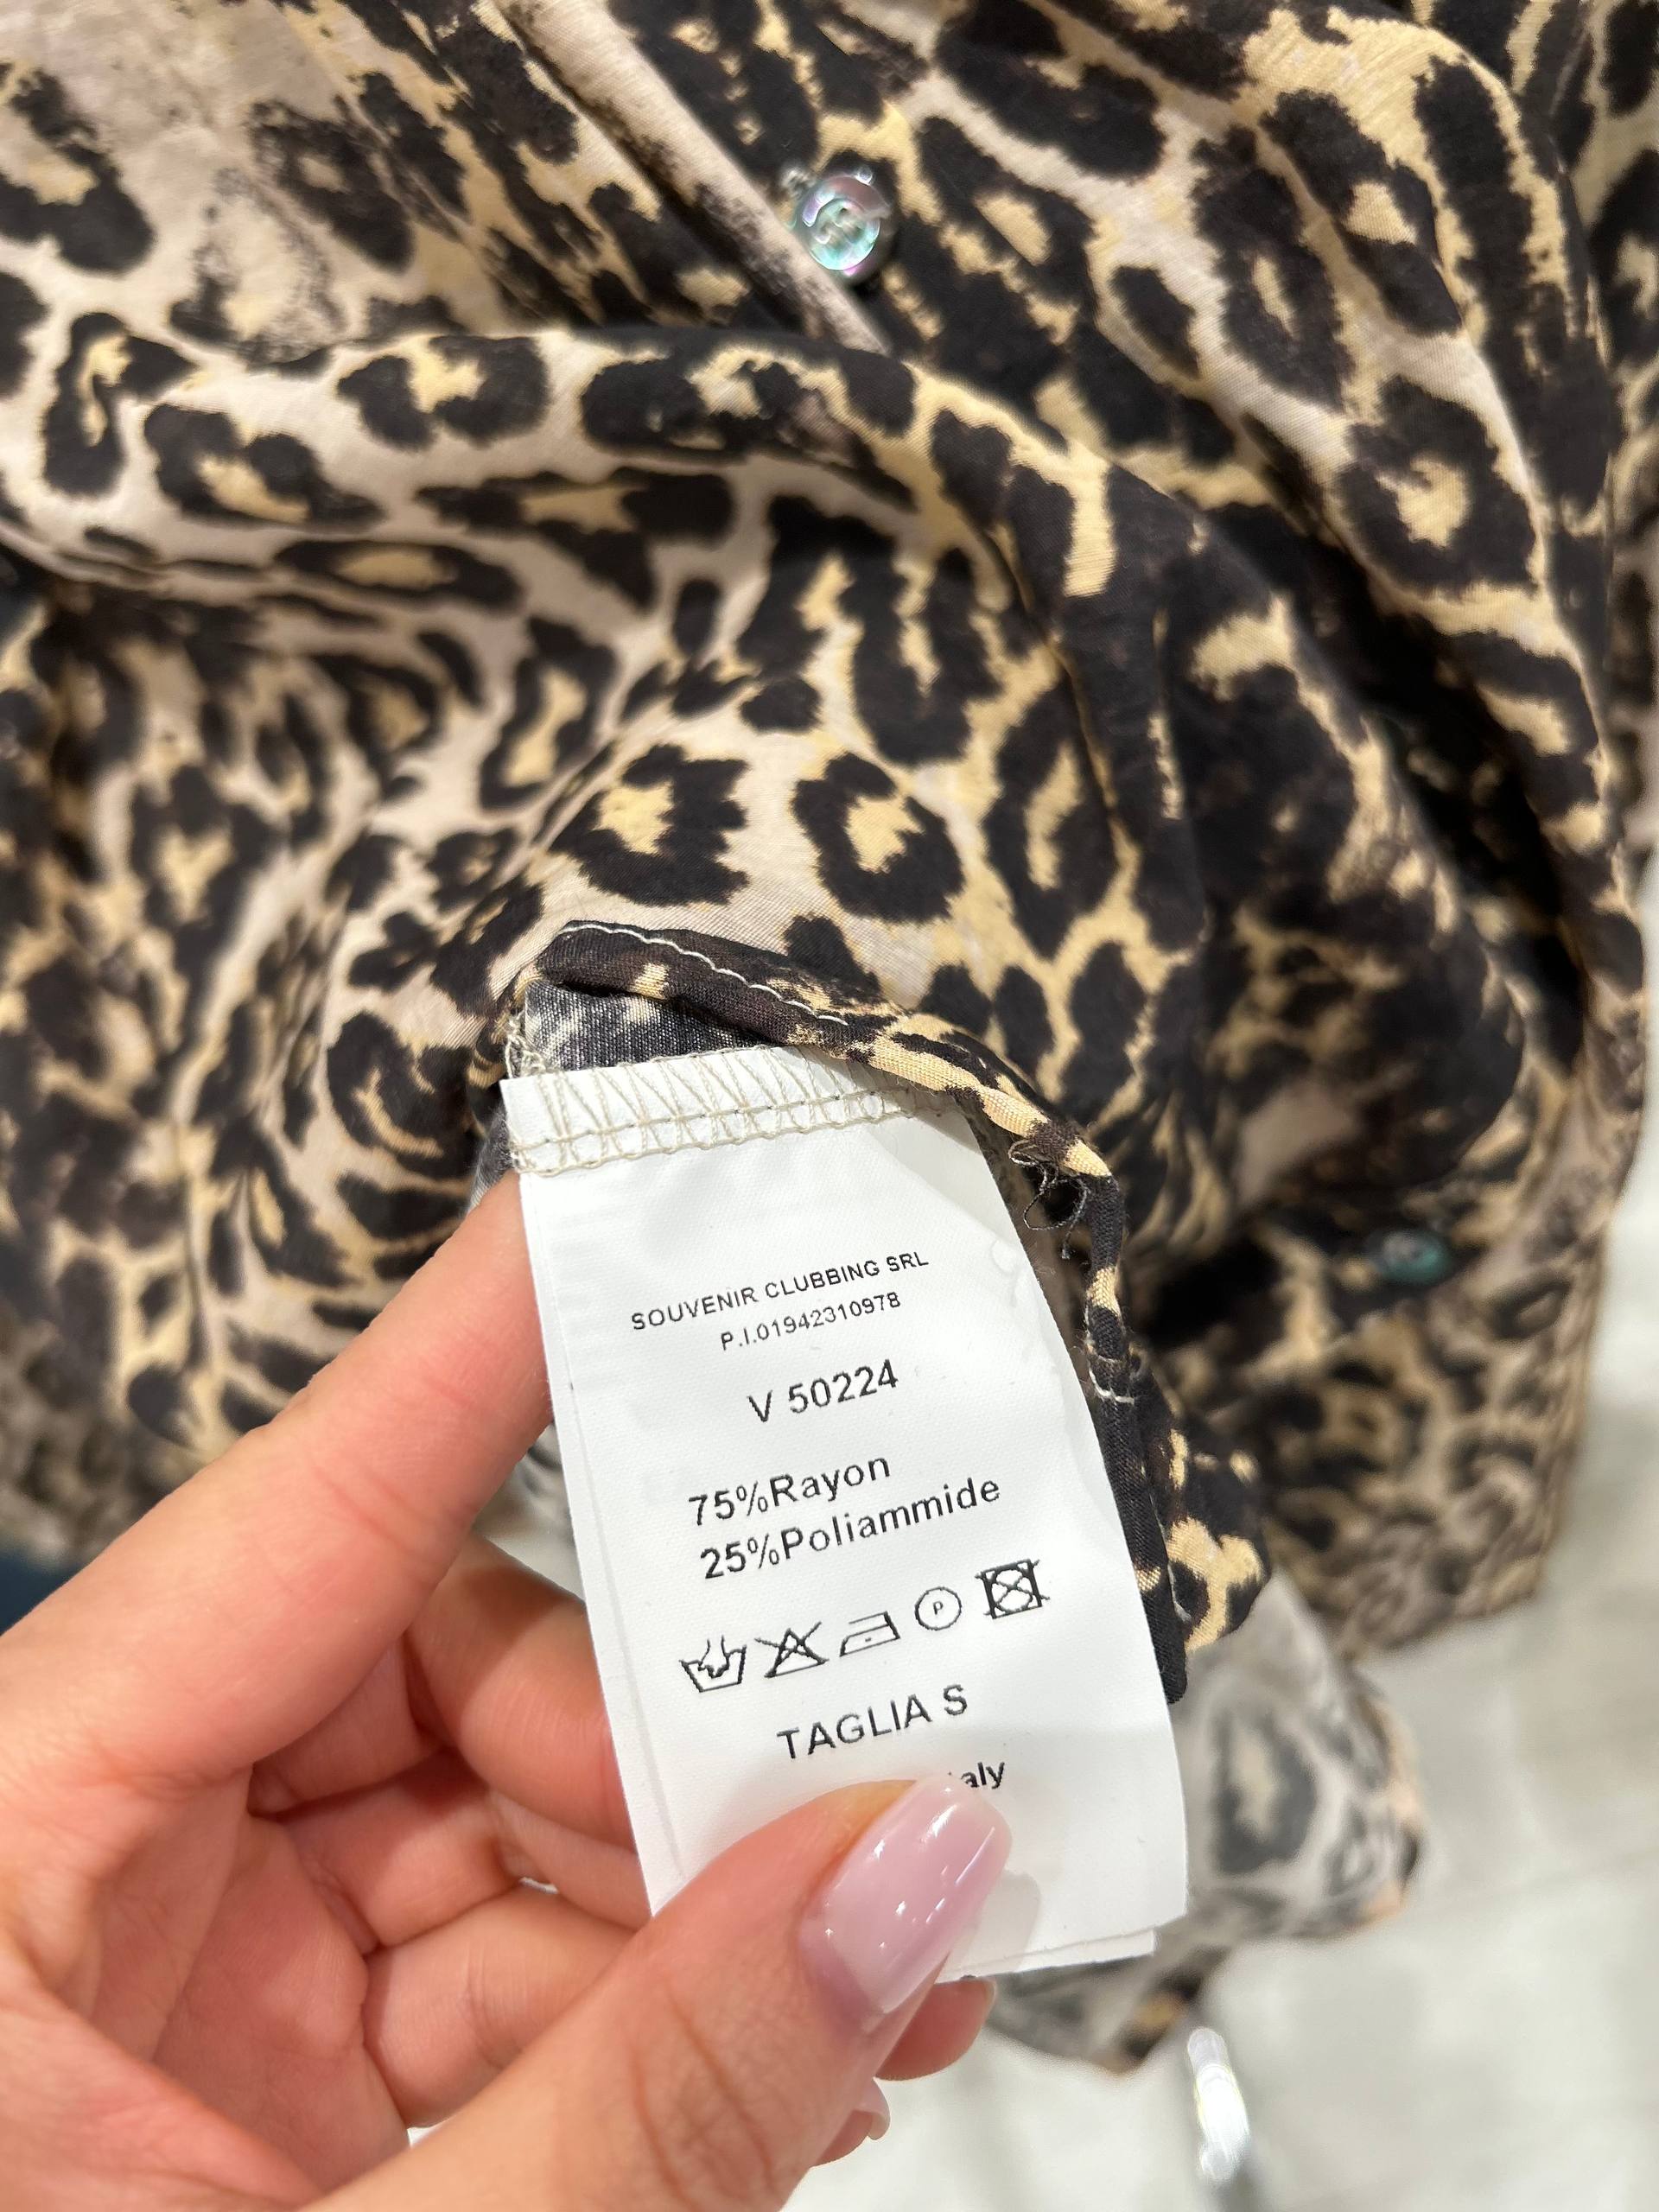 SOUVENIR CLUBBING SRL
P.I.01942310978
V 50224
75%Rayon
25%Poliammide
P
TAGLIA S